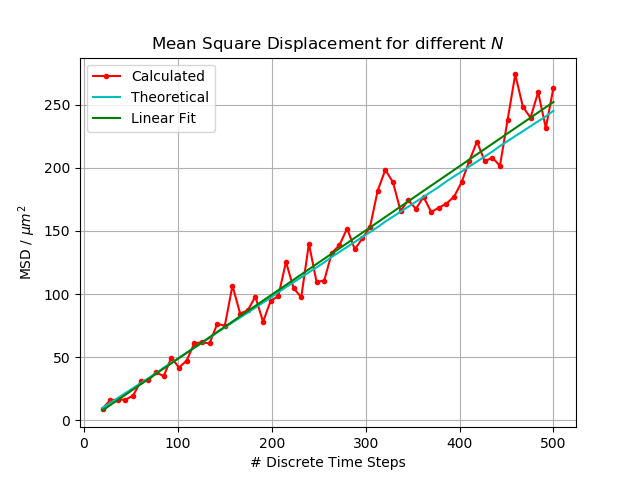 Mean Square Displacement for different N
Calculated
Theoretical
Linear Fit
MSD / μm²
250
200
150
100
50
0
0 100 200 300 400 500
# Discrete Time Steps